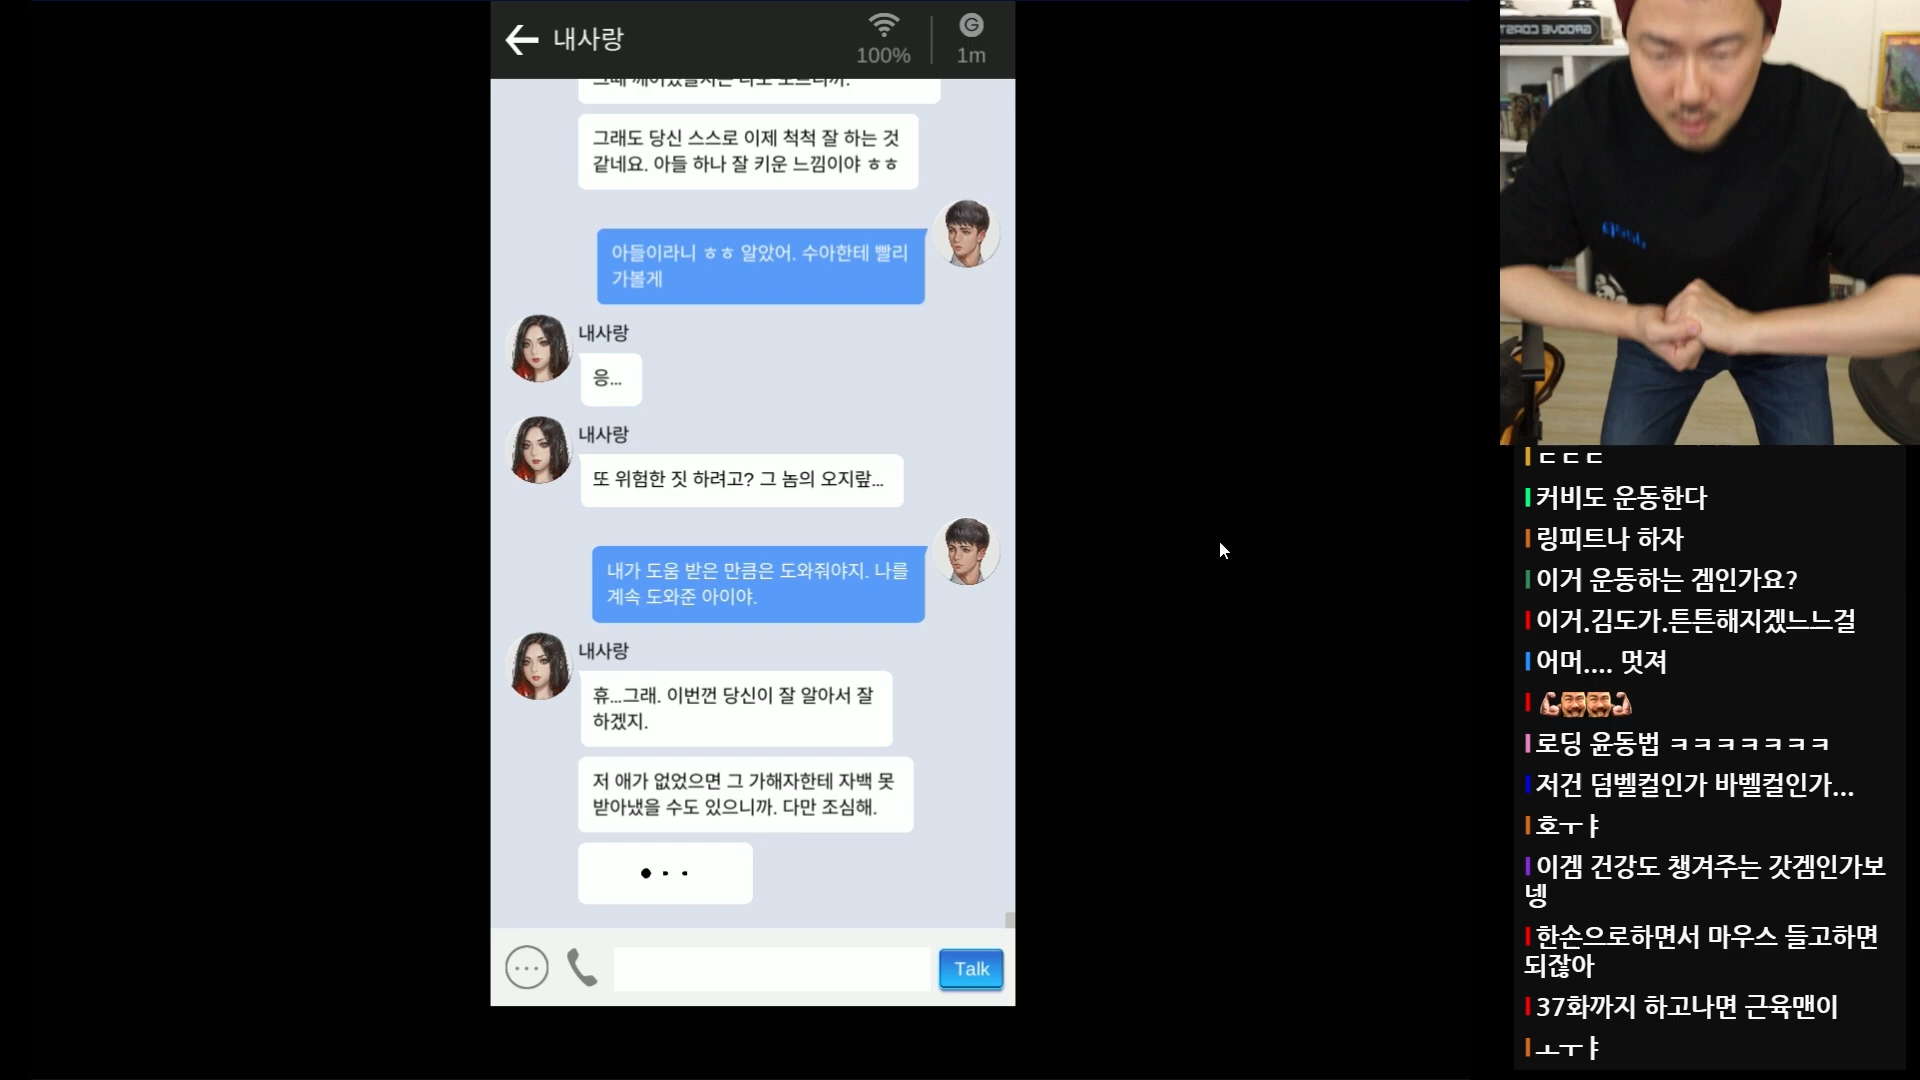 내사랑
100%
G
1m
그래도 당신 스스로 이제 척척 잘 하는 것
같네요. 아들 하나 잘 키운 느낌이야 ㅎㅎ
아들이라니 ㅎㅎ 알았어. 수아한테 빨리
가볼게
내사랑
응...
내사랑
또 위험한 짓 하려고? 그 놈의 오지랖...
내가 도움 받은 만큼은 도와줘야지. 나를
계속 도와준 아이야.
내사랑
휴...그래. 이번껀 당신이 잘 알아서 잘
하겠지.
저 애가 없었으면 그 가해자한테 자백 못
받아냈을 수도 있으니까. 다만 조심해.
Talk
GROOVE COAST
ㄷㄷㄷ
커비도 운동한다
링피트나 하자
이거 운동하는 겜인가요?
이거.김도가.튼튼해지겠느느걸
어머.... 멋져
로딩 윤동법 ㅋㅋㅋㅋㅋㅋㅋ
저건 덤벨컬인가 바벨컬인가...
호ㅜㅑ
이겜 건강도 챙겨주는 갓겜인가보
넹
한손으로하면서 마우스 들고하면
되잖아
37화까지 하고나면 근육맨이
ㅗㅜㅑ